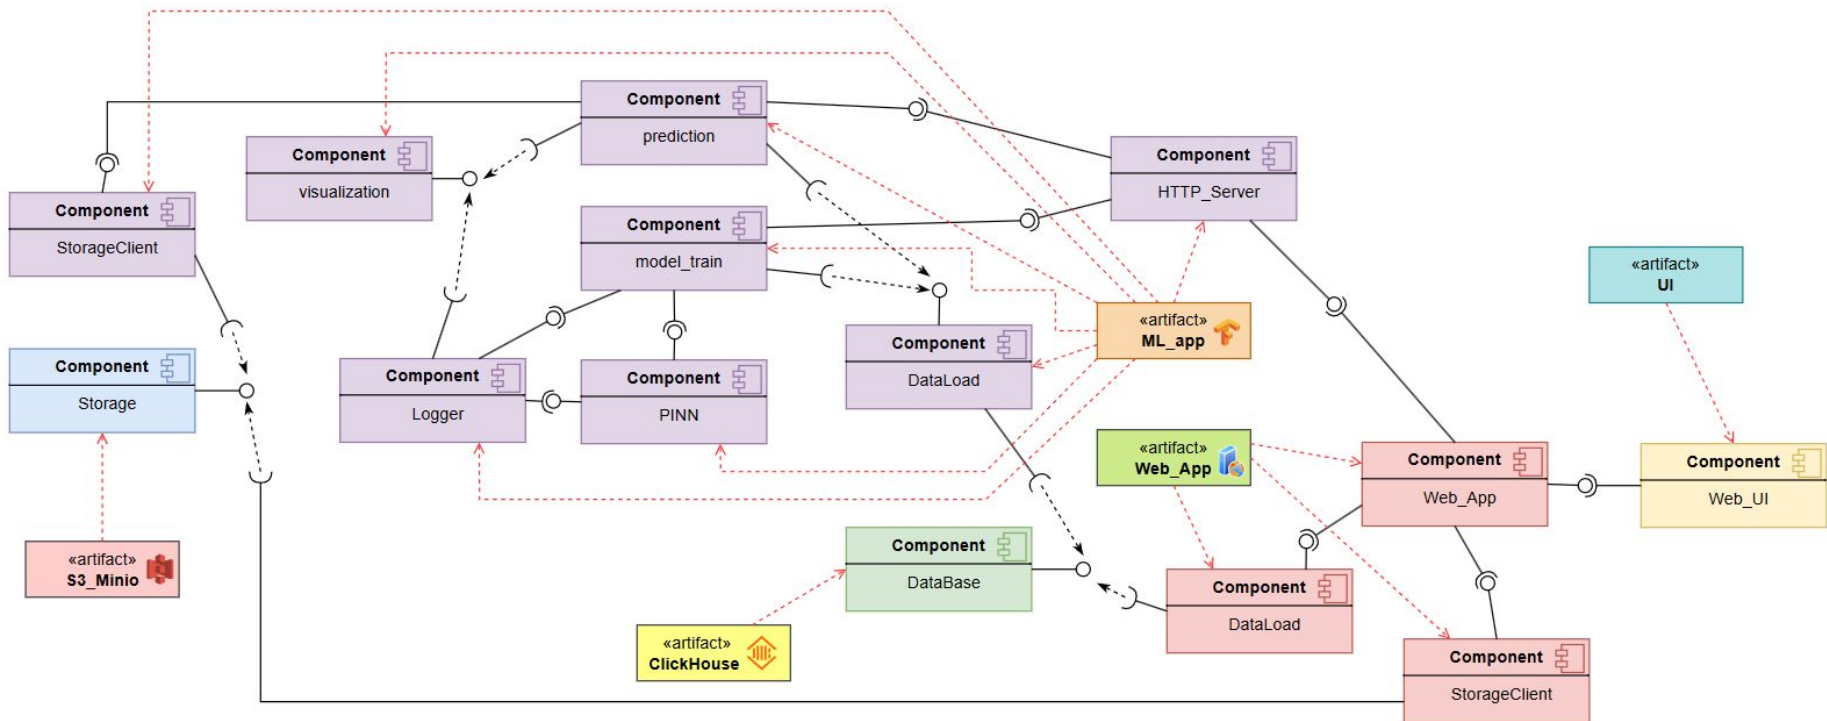 Component
prediction
Component
visualization
Component
HTTP_Server
Component
StorageClient
Component
model_train
«artifact»
UI
«artifact»
ML_app
Component
DataLoad
Component
Storage
Component
Logger
Component
PINN
«artifact»
Web_App
Component
Web_App
Component
Web_UI
«artifact»
S3_Minio
Component
DataBase
Component
DataLoad
«artifact»
ClickHouse
Component
StorageClient